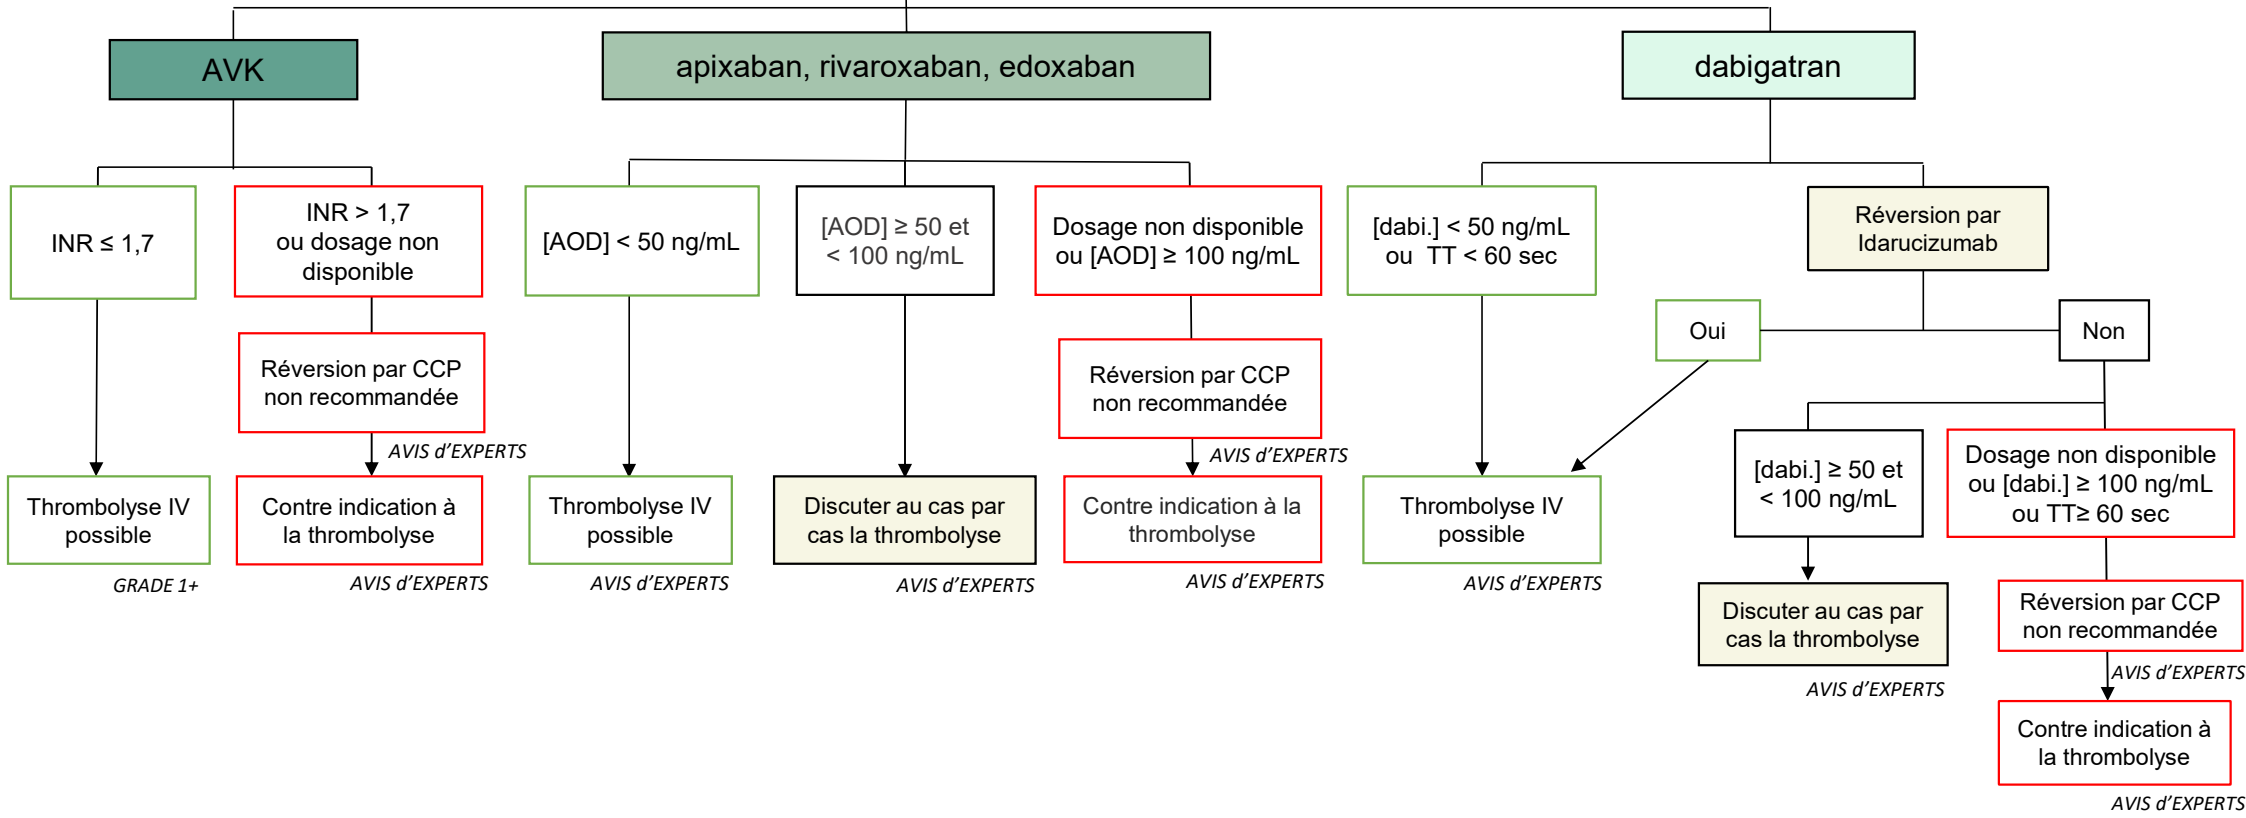 AVK
apixaban, rivaroxaban, edoxaban
dabigatran
INR ≤ 1,7
INR > 1,7
ou dosage non
disponible
[AOD] < 50 ng/mL
[AOD] ≥ 50 et
< 100 ng/mL
Dosage non disponible
ou [AOD] ≥ 100 ng/mL
[dabi.] < 50 ng/mL
ou TT < 60 sec
Réversion par
Idarucizumab
Oui
Non
Réversion par CCP
non recommandée
AVIS d'EXPERTS
Réversion par CCP
non recommandée
AVIS d'EXPERTS
[dabi.] ≥ 50 et
< 100 ng/mL
Dosage non disponible
ou [dabi.] ≥ 100 ng/mL
ou TT≥ 60 sec
Thrombolyse IV
possible
GRADE 1+
Contre indication à
la thrombolyse
AVIS d'EXPERTS
Thrombolyse IV
possible
AVIS d'EXPERTS
Discuter au cas par
cas la thrombolyse
AVIS d'EXPERTS
Contre indication à la
thrombolyse
AVIS d'EXPERTS
Thrombolyse IV
possible
AVIS d'EXPERTS
Discuter au cas par
cas la thrombolyse
AVIS d'EXPERTS
Réversion par CCP
non recommandée
AVIS d'EXPERTS
Contre indication à
la thrombolyse
AVIS d'EXPERTS